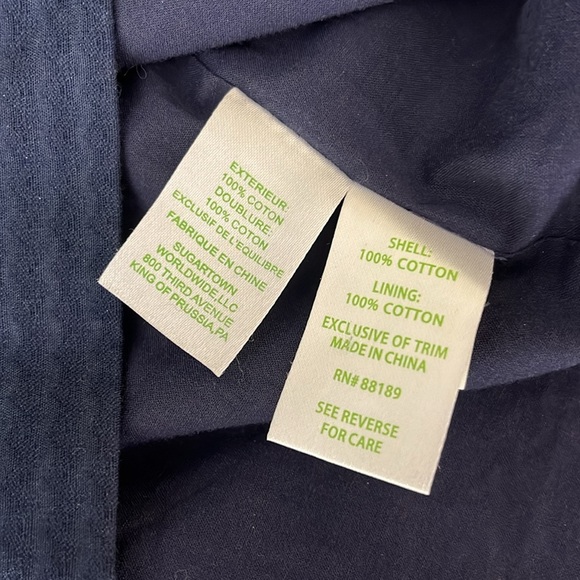 EXTERIEUR:
100% COTON
DOUBLURE:
100% COTON
EXCLUSIF DE L'EQUILIBRE
FABRIQUE EN CHINE
SUGARTOWN
WORLDWIDE,LLC
800 THIRD AVENUE
KING OF PRUSSIA,PA
SHELL:
100% COTTON
LINING:
100% COTTON
EXCLUSIVE OF TRIM
MADE IN CHINA
RN# 88189
SEE REVERSE
FOR CARE